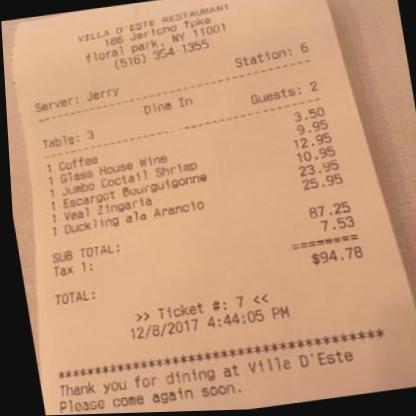 VILLA D'ESTE RESTAURANT
186 Jericho Tpke
floral park, NY 11001
(516) 354-1355
Server: Jerry Station: 6
Dine In
Table: 3 Guests: 2
1 Coffee 3.50
1 Glass House Wine 9.95
1 Jumbo Coctail Shrimp 12.95
1 Escargot Bourguigonne 10.95
1 Veal Zingaria 23.95
1 Duckling ala Arancio 25.95
SUB TOTAL: 87.25
Tax 1: 7.53
========
TOTAL: $94.78
>> Ticket #: 7 <<
12/8/2017 4:44:05 PM
****************************************
Thank you for dining at Ville D'Este
Please come again soon.